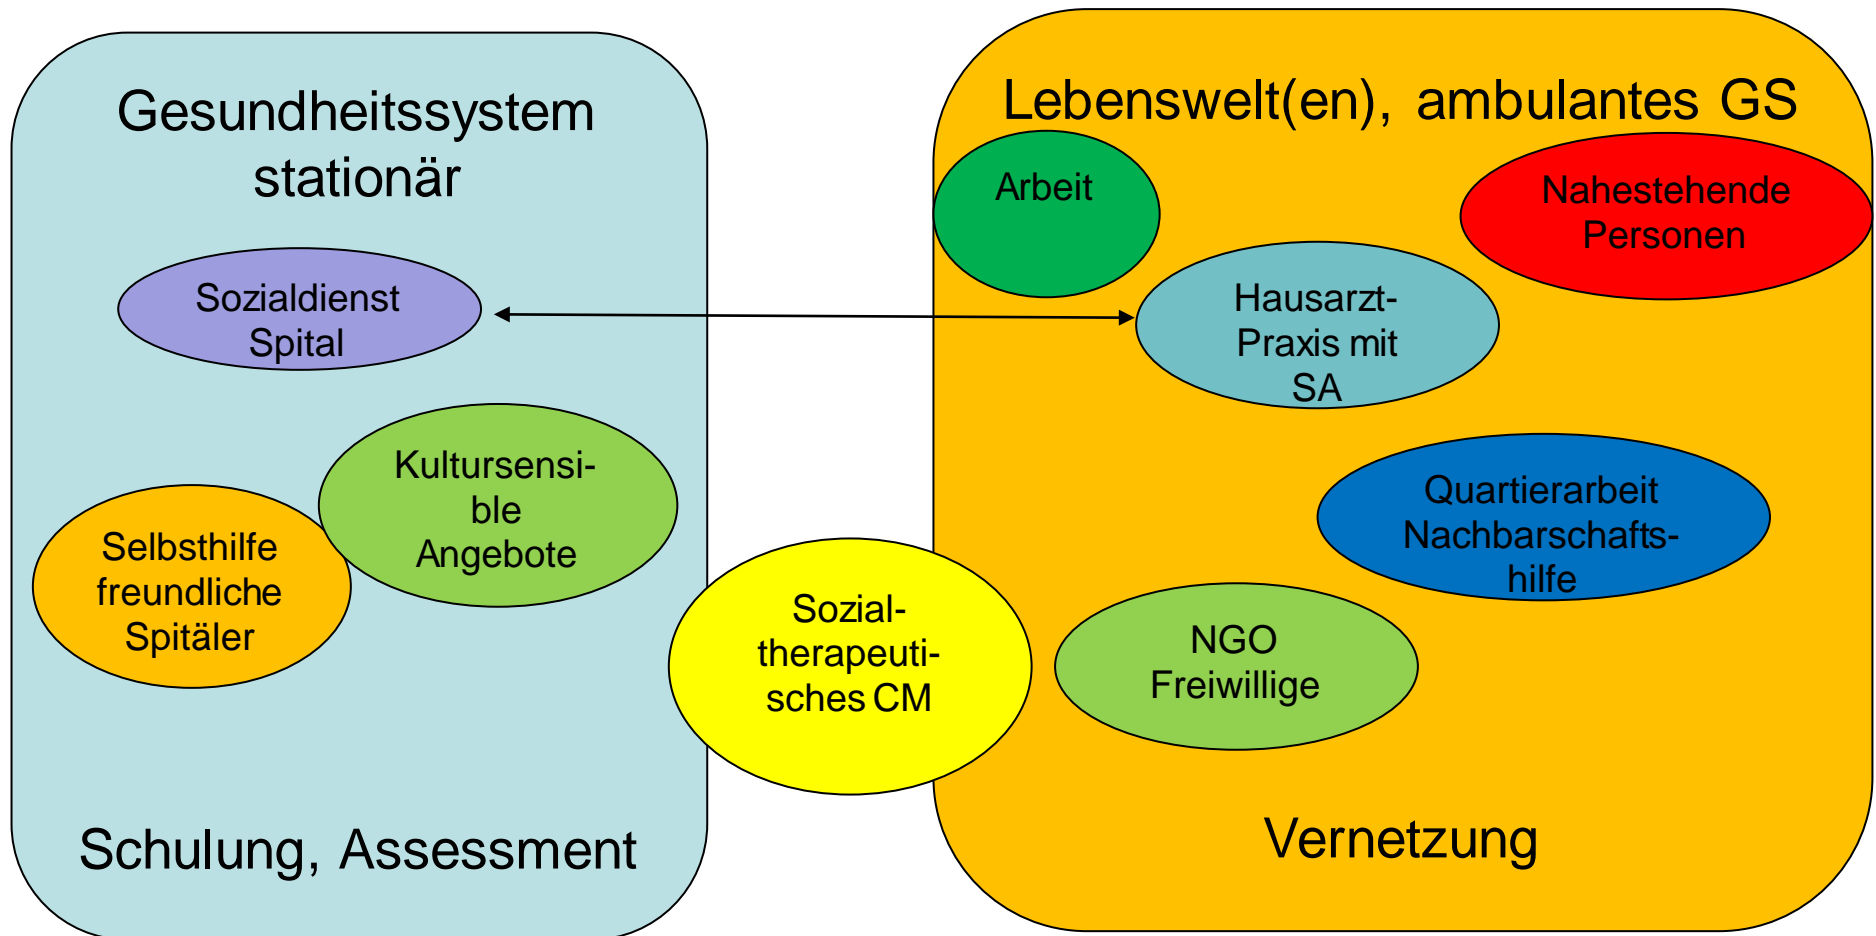 Gesundheitssystem
stationär
Sozialdienst
Spital
Kultursensi-
ble
Angebote
Selbsthilfe
freundliche
Spitäler
Schulung, Assessment
Sozial-
therapeuti-
sches CM
Lebenswelt(en), ambulantes GS
Arbeit
Nahestehende
Personen
Hausarzt-
Praxis mit
SA
Quartierarbeit
Nachbarschafts-
hilfe
NGO
Freiwillige
Vernetzung